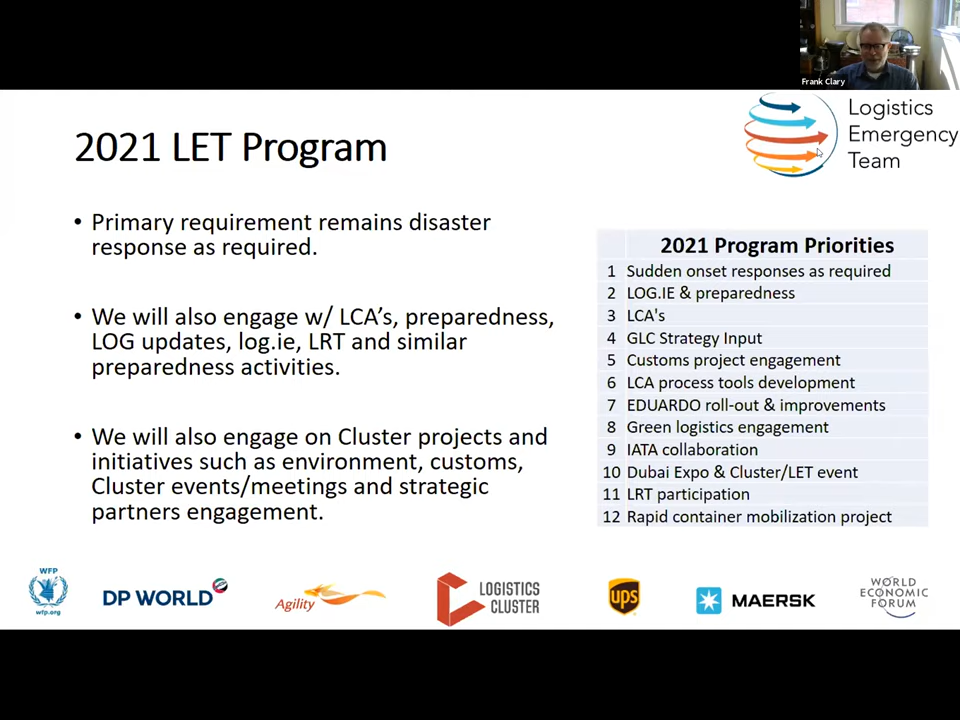 Frank Clary
Logistics
Emergency
Team
2021 LET Program
• Primary requirement remains disaster
response as required.
• We will also engage w/ LCA's, preparedness,
LOG updates, log.ie, LRT and similar
preparedness activities.
• We will also engage on Cluster projects and
initiatives such as environment, customs,
Cluster events/meetings and strategic
partners engagement.
2021 Program Priorities
1 Sudden onset responses as required
2 LOG.IE & preparedness
3 LCA's
4 GLC Strategy Input
5 Customs project engagement
6 LCA process tools development
7 EDUARDO roll-out & improvements
8 Green logistics engagement
9 IATA collaboration
10 Dubai Expo & Cluster/LET event
11 LRT participation
12 Rapid container mobilization project
WFP
wfp.org
DP WORLD
Agility
LOGISTICS
CLUSTER
ups
MAERSK
WORLD
ECONOMIC
FORUM